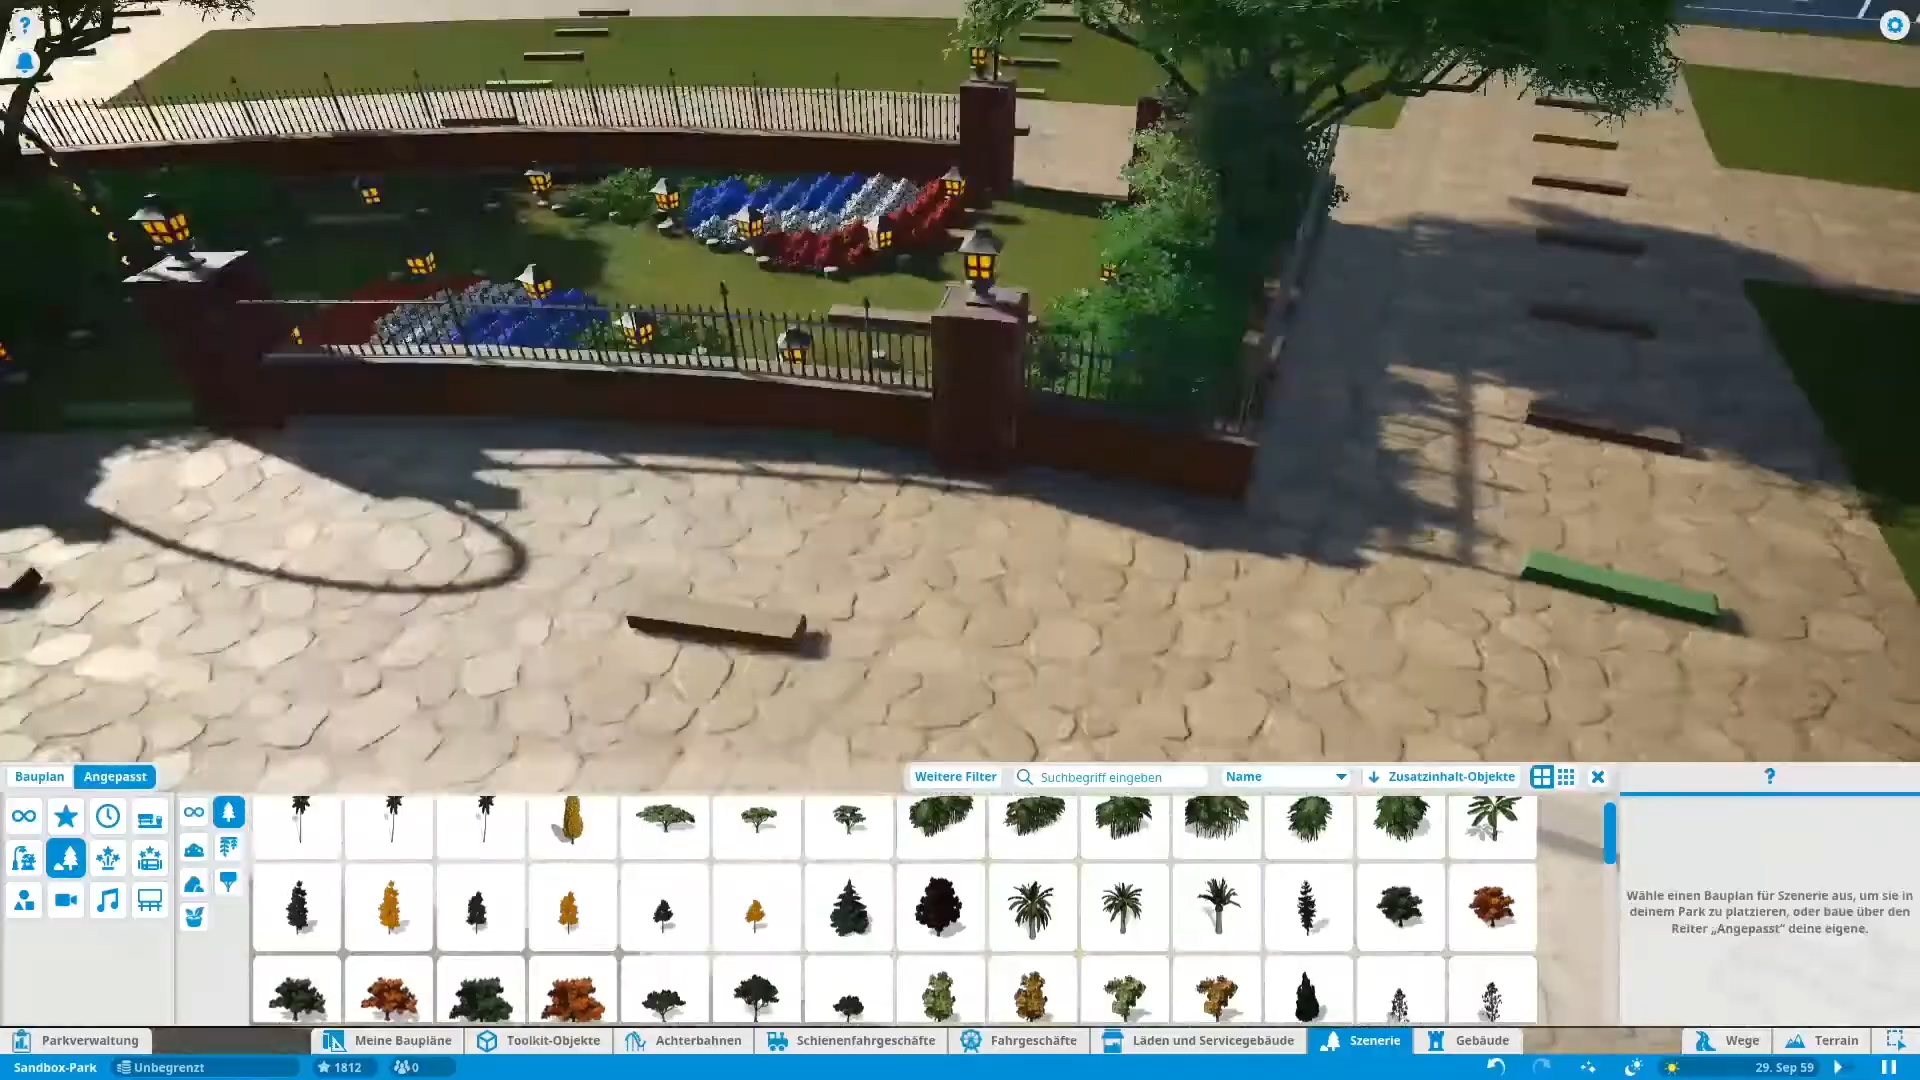 ?
Bauplan
Angepasst
Weitere Filter
Suchbegriff eingeben
Name
Zusatzinhalt-Objekte
?
Wähle einen Bauplan für Szenerie aus, um sie in
deinem Park zu platzieren, oder baue über den
Reiter „Angepasst“ deine eigene.
Parkverwaltung
Meine Baupläne
Toolkit-Objekte
Achterbahnen
Schienenfahrgeschäfte
Fahrgeschäfte
Läden und Servicegebäude
Szenerie
Gebäude
Wege
Terrain
Sandbox-Park
Unbegrenzt
1812
0
29. Sep 59